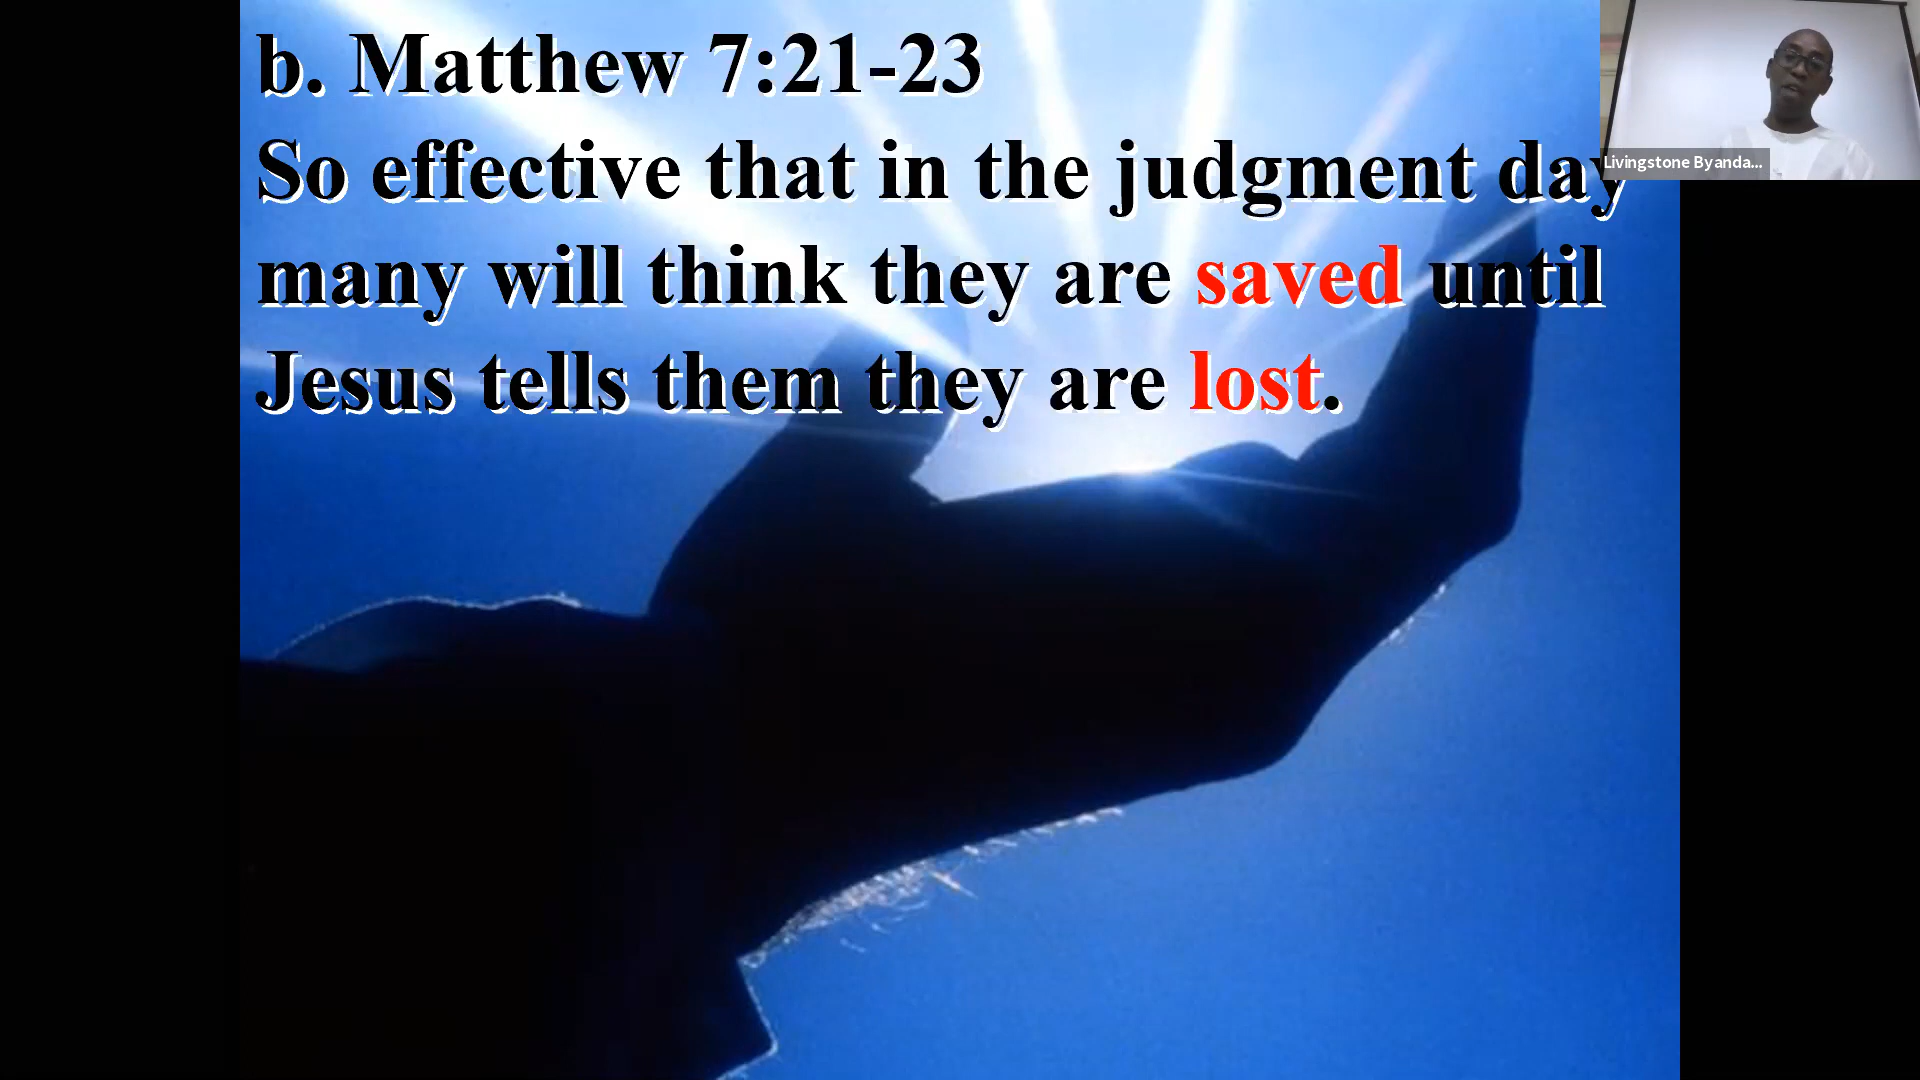 b. Matthew 7:21-23
So effective that in the judgment day
many will think they are saved until
Jesus tells them they are lost.
Livingstone Byanda...